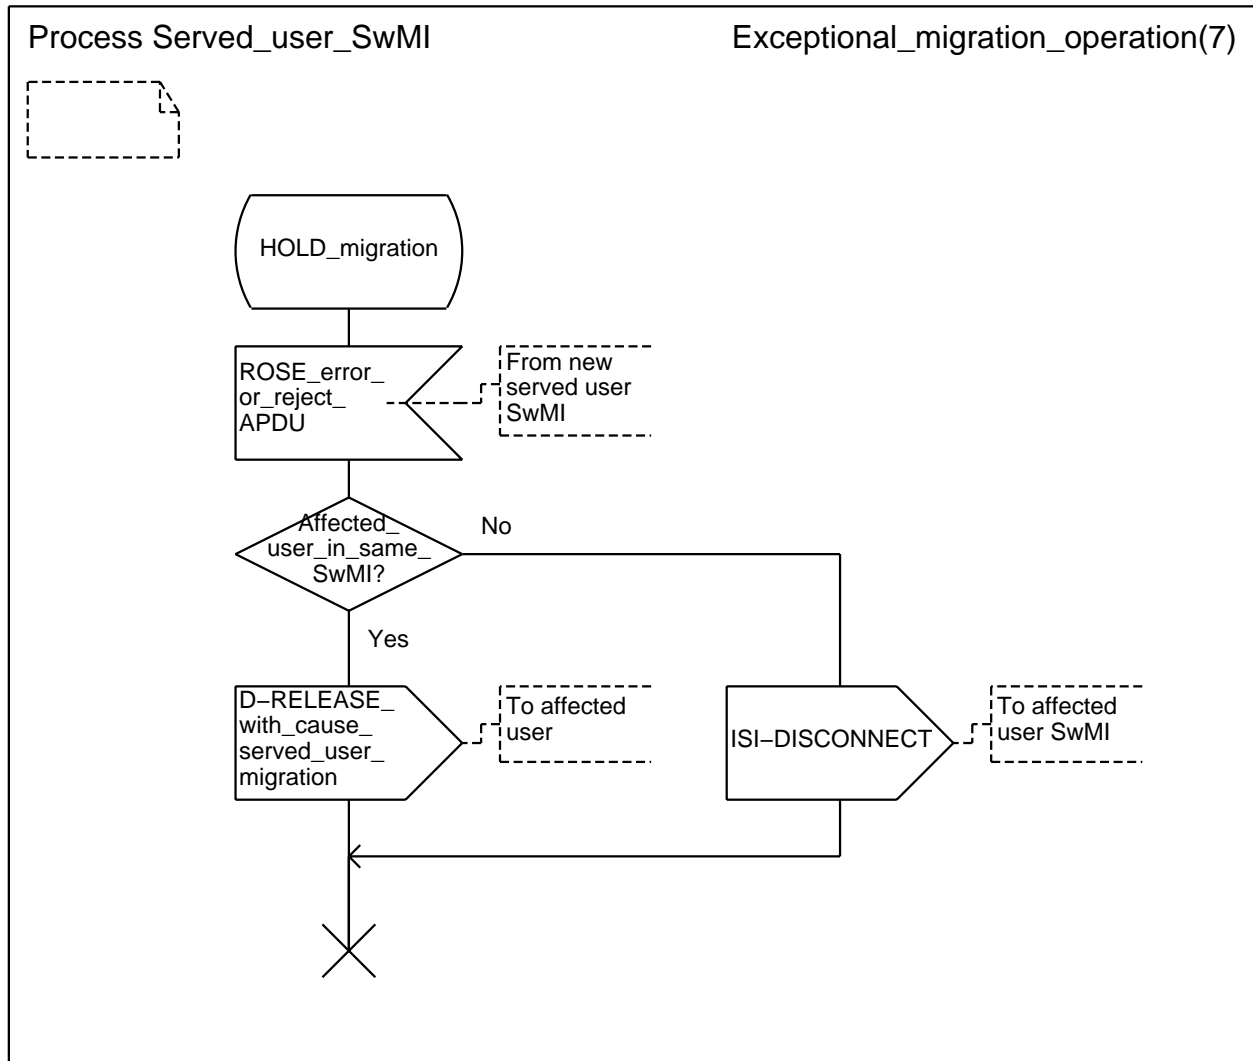 Process Served_user_SwMI
Exceptional_migration_operation(7)
HOLD_migration
ROSE_error_
or_reject_
APDU
From new
served user
SwMI
Affected_
user_in_same_
SwMI?
No
Yes
D–RELEASE_
with_cause_
served_user_
migration
To affected
user
ISI–DISCONNECT
To affected
user SwMI